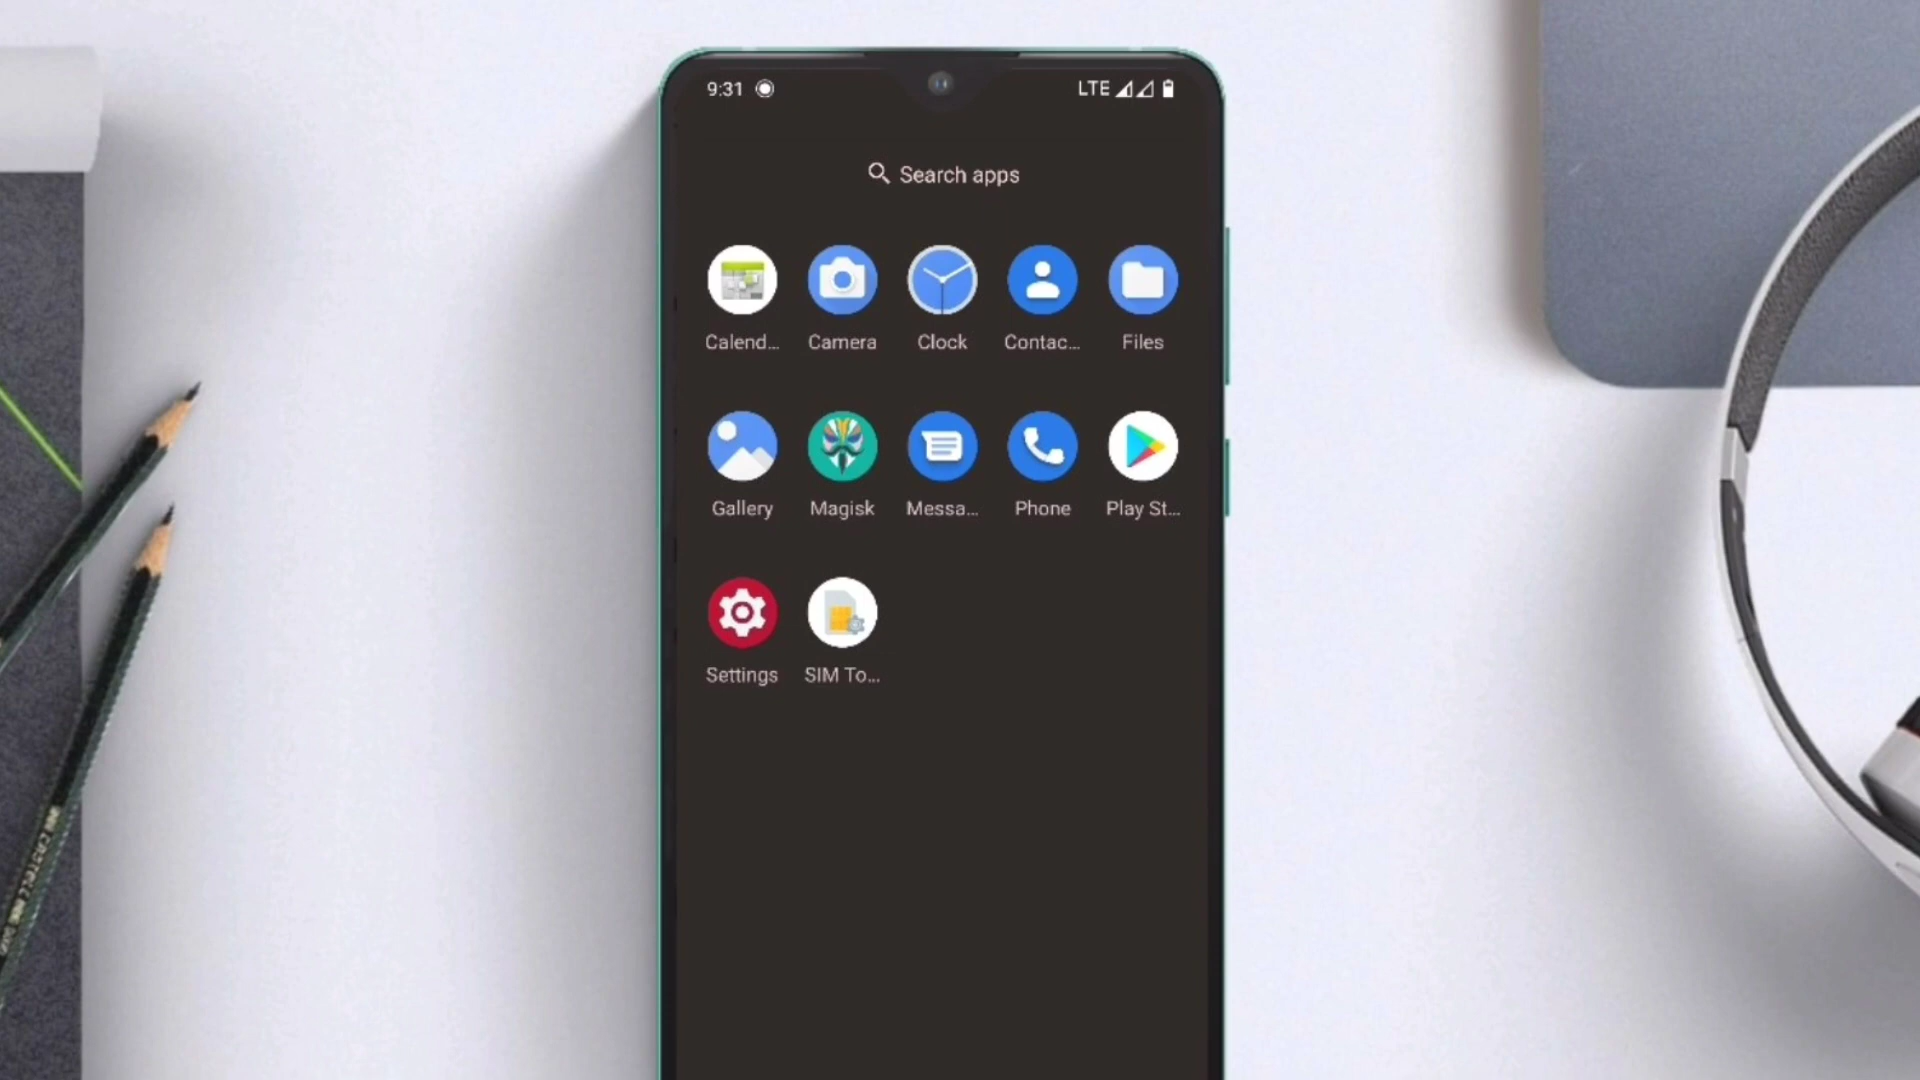 9:31
LTE
Search apps
Calend...
Camera
Clock
Contac...
Files
Gallery
Magisk
Messa...
Phone
Play St...
Settings
SIM To...